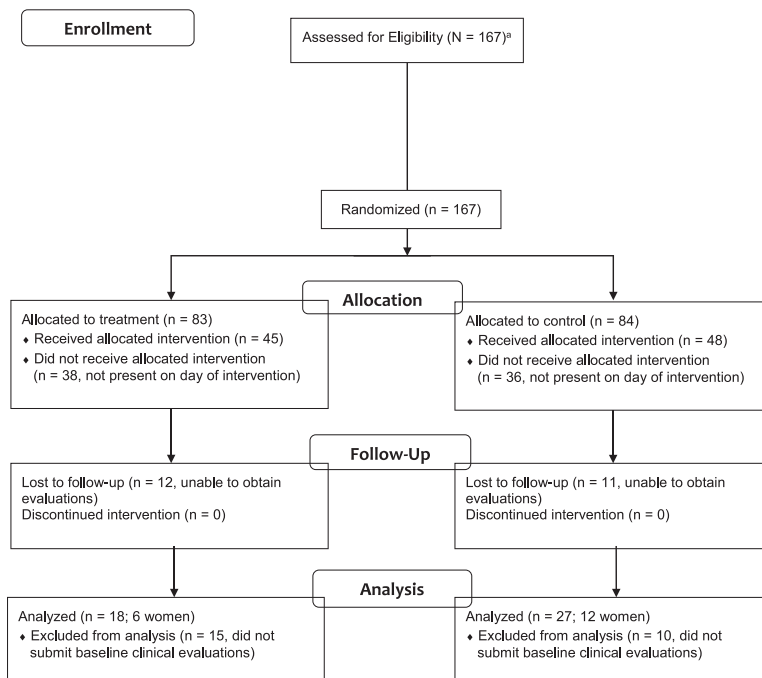 Enrollment
Assessed for Eligibility (N = 167)ª
Randomized (n = 167)
Allocation
Allocated to treatment (n = 83)
♦ Received allocated intervention (n = 45)
♦ Did not receive allocated intervention
(n = 38, not present on day of intervention)
Allocated to control (n = 84)
♦ Received allocated intervention (n = 48)
♦ Did not receive allocated intervention
(n = 36, not present on day of intervention)
Follow-Up
Lost to follow-up (n = 12, unable to obtain
evaluations)
Discontinued intervention (n = 0)
Lost to follow-up (n = 11, unable to obtain
evaluations)
Discontinued intervention (n = 0)
Analysis
Analyzed (n = 18; 6 women)
♦ Excluded from analysis (n = 15, did not
submit baseline clinical evaluations)
Analyzed (n = 27; 12 women)
♦ Excluded from analysis (n = 10, did not
submit baseline clinical evaluations)